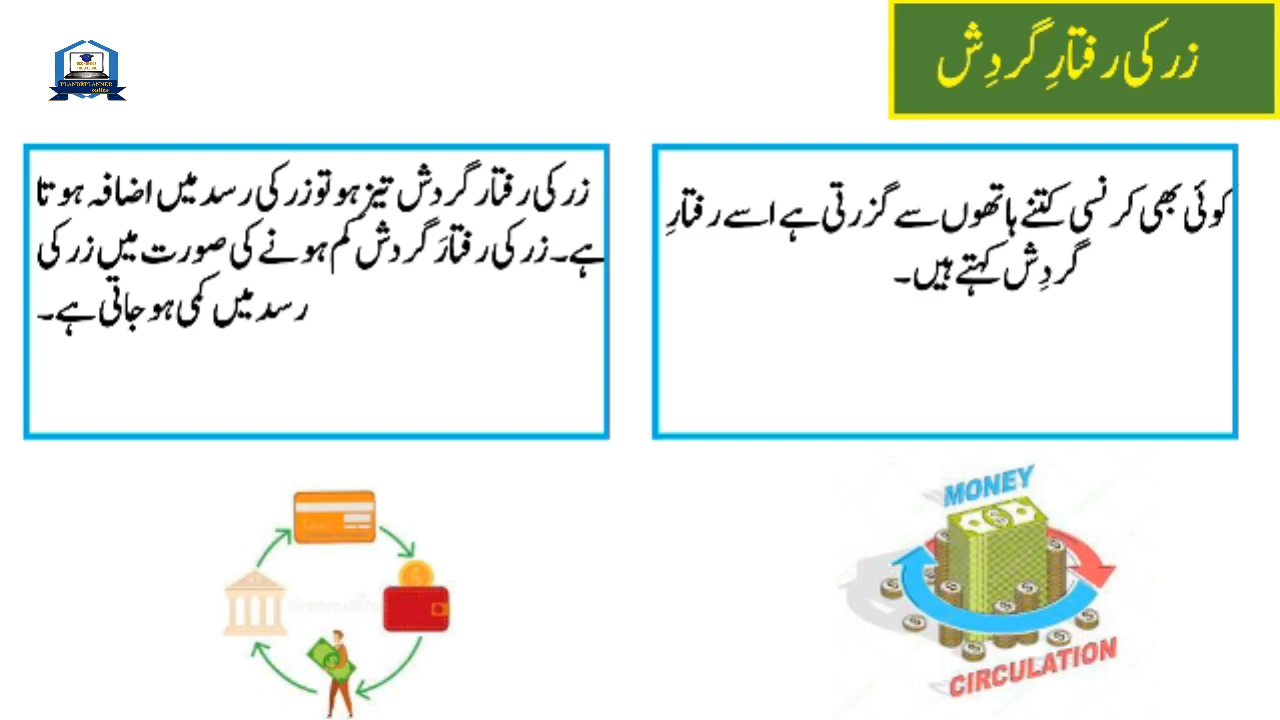 زر کی رفتارِ گردِش
کوئی بھی کرنسی کتنے ہاتھوں سے گزرتی ہے اسے رفتارِ
گردِش کہتے ہیں۔
زر کی رفتار گردش تیز ہو تو زر کی رسد میں اضافہ ہوتا
ہے۔ زر کی رفتارَ گردش کم ہونے کی صورت میں زر کی
رسد میں کمی ہو جاتی ہے۔
MONEY
CIRCULATION